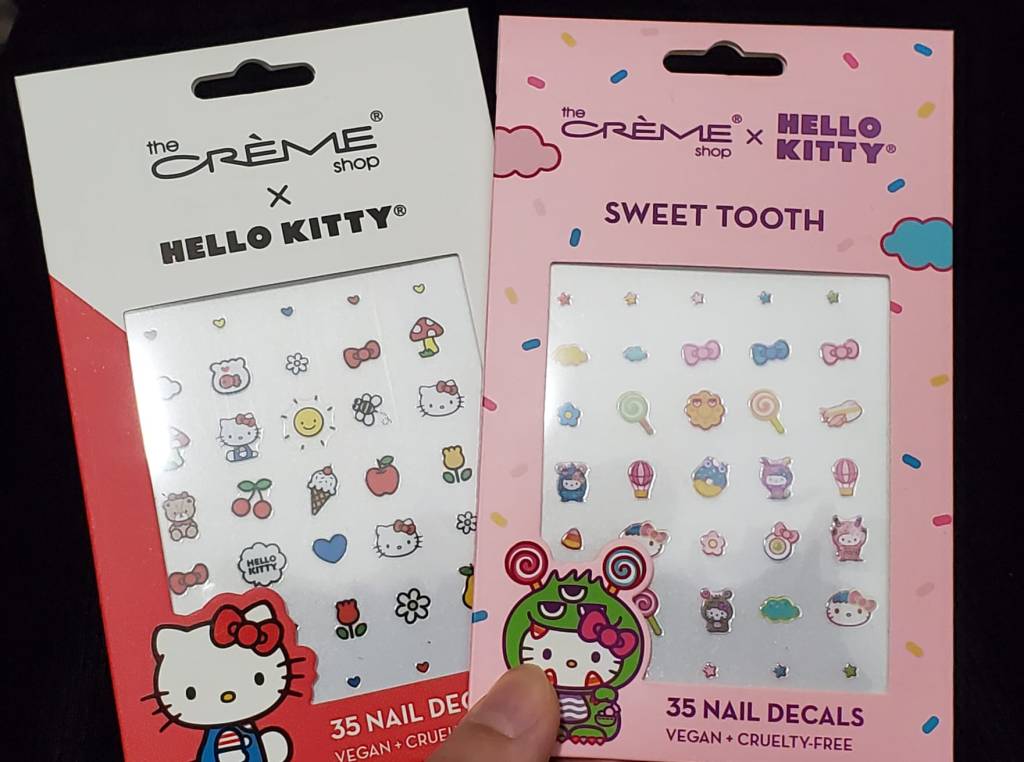 the
CRÈME®
shop
X
HELLO KITTY®
HELLO
KITTY
35 NAIL DEC
VEGAN + CRUEL
the
CRÈME®
shop
X
HELLO
KITTY®
SWEET TOOTH
35 NAIL DECALS
VEGAN + CRUELTY-FREE